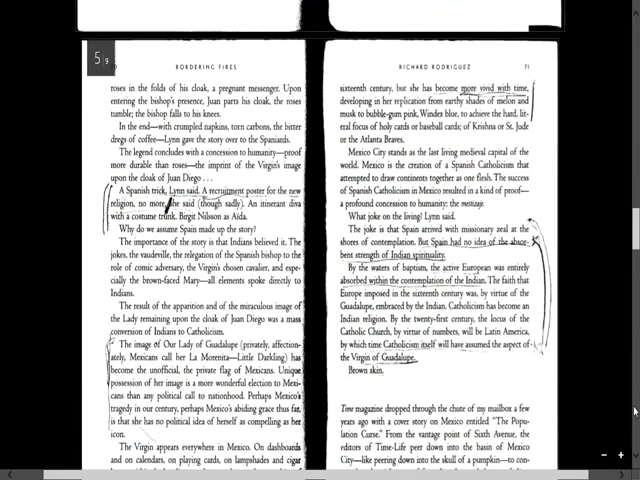 5/9
BORDERING FIRES
roses in the folds of his cloak, a pregnant messenger. Upon
entering the bishop's presence, Juan parts his cloak, the roses
tumble; the bishop falls to his knees.
In the end—with crumpled napkins, torn carbons, the bitter
dregs of coffee—Lynn gave the story over to the Spaniards.
The legend concludes with a concession to humanity—proof
more durable than roses—the imprint of the Virgin's image
upon the cloak of Juan Diego . . .
A Spanish trick, Lynn said. A recruitment poster for the new
religion, no more, she said (though sadly). An itinerant diva
with a costume trunk. Birgit Nilsson as Aïda.
Why do we assume Spain made up the story?
The importance of the story is that Indians believed it. The
jokes, the vaudeville, the relegation of the Spanish bishop to the
role of comic adversary, the Virgin's chosen cavalier, and espe-
cially the brown-faced Mary—all elements spoke directly to
Indians.
The result of the apparition and of the miraculous image of
the Lady remaining upon the cloak of Juan Diego was a mass
conversion of Indians to Catholicism.
The image of Our Lady of Guadalupe (privately, affection-
ately, Mexicans call her La Morenita—Little Darkling) has
become the unofficial, the private flag of Mexicans. Unique
possession of her image is a more wonderful election to Mexi-
cans than any political call to nationhood. Perhaps Mexico's
tragedy in our century, perhaps Mexico's abiding grace thus far,
is that she has no political idea of herself as compelling as her
icon.
The Virgin appears everywhere in Mexico. On dashboards
and on calendars, on playing cards, on lampshades and cigar
RICHARD RODRIGUEZ 71
sixteenth century, but she has become more vivid with time,
developing in her replication from earthy shades of melon and
musk to bubble-gum pink, Windex blue, to achieve the hard, lit-
eral focus of holy cards or baseball cards; of Krishna or St. Jude
or the Atlanta Braves.
Mexico City stands as the last living medieval capital of the
world. Mexico is the creation of a Spanish Catholicism that
attempted to draw continents together as one flesh. The success
of Spanish Catholicism in Mexico resulted in a kind of proof—
a profound concession to humanity: the mestizaje.
What joke on the living? Lynn said.
The joke is that Spain arrived with missionary zeal at the
shores of contemplation. But Spain had no idea of the absor-
bent strength of Indian spirituality.
By the waters of baptism, the active European was entirely
absorbed within the contemplation of the Indian. The faith that
Europe imposed in the sixteenth century was, by virtue of the
Guadalupe, embraced by the Indian. Catholicism has become an
Indian religion. By the twenty-first century, the locus of the
Catholic Church, by virtue of numbers, will be Latin America,
by which time Catholicism itself will have assumed the aspect of
the Virgin of Guadalupe.
Brown skin.
Time magazine dropped through the chute of my mailbox a few
years ago with a cover story on Mexico entitled "The Popu-
lation Curse." From the vantage point of Sixth Avenue, the
editors of Time-Life peer down into the basin of Mexico
City—like peering down into the skull of a pumpkin—to con-